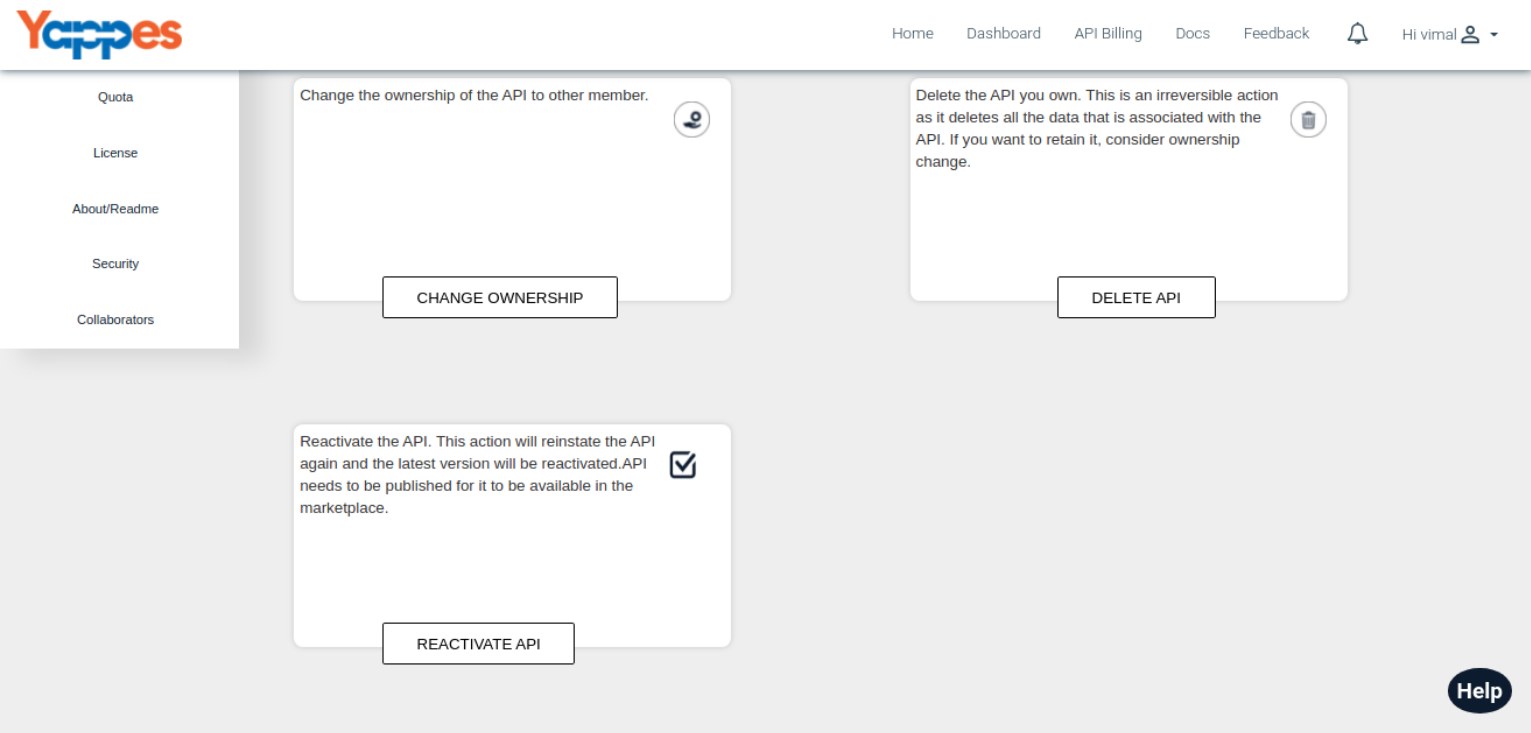 Yappes
Home
Dashboard
API Billing
Docs
Feedback
Hi vimal
Quota
License
About/Readme
Security
Collaborators
Change the ownership of the API to other member.
CHANGE OWNERSHIP
Delete the API you own. This is an irreversible action
as it deletes all the data that is associated with the
API. If you want to retain it, consider ownership
change.
DELETE API
Reactivate the API. This action will reinstate the API
again and the latest version will be reactivated.API
needs to be published for it to be available in the
marketplace.
REACTIVATE API
Help